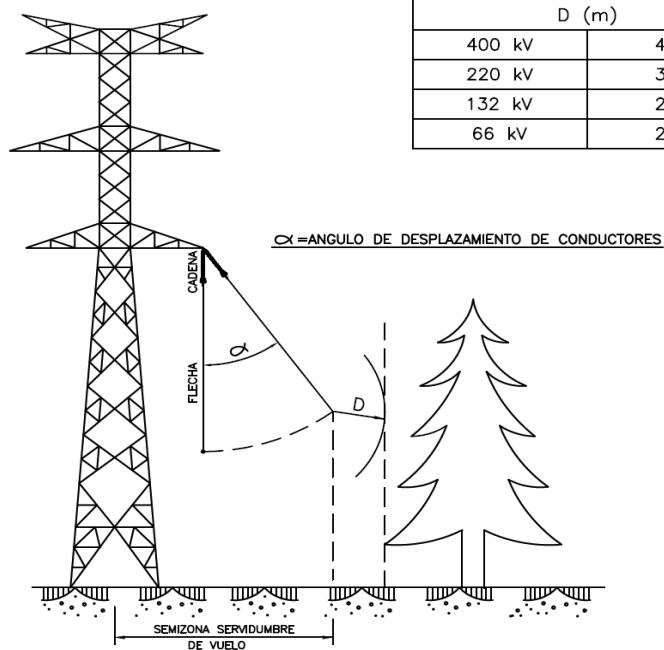 D (m)
400 kV 4
220 kV 3
132 kV 2
66 kV 2
α =ANGULO DE DESPLAZAMIENTO DE CONDUCTORES
CADENA
α
FLECHA
D
SEMIZONA SERVIDUMBRE
DE VUELO